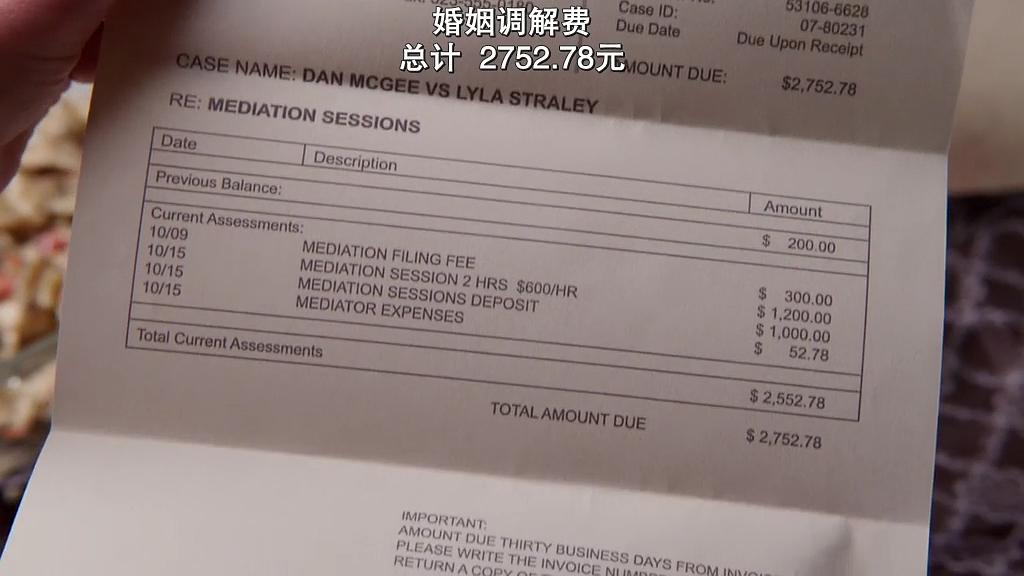 婚姻调解费
总计 2752.78元
53106-6628
Case ID: 07-80231
Due Date Due Upon Receipt
AMOUNT DUE: $2,752.78
CASE NAME: DAN MCGEE VS LYLA STRALEY
RE: MEDIATION SESSIONS
Date Description Amount
Previous Balance: $ 200.00
Current Assessments:
10/09 MEDIATION FILING FEE $ 300.00
10/15 MEDIATION SESSION 2 HRS $600/HR $ 1,200.00
10/15 MEDIATION SESSIONS DEPOSIT $ 1,000.00
10/15 MEDIATOR EXPENSES $ 52.78
Total Current Assessments $ 2,552.78
TOTAL AMOUNT DUE $ 2,752.78
IMPORTANT:
AMOUNT DUE THIRTY BUSINESS DAYS FROM
PLEASE WRITE THE INVOICE
RETURN A COPY